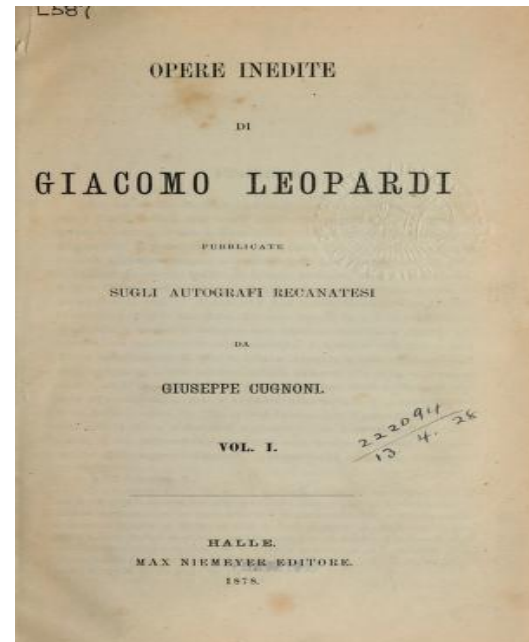 L587
OPERE INEDITE
DI
GIACOMO LEOPARDI
PUBBLICATE
SUGLI AUTOGRAFI RECANATESI
DA
GIUSEPPE CUGNONI.
VOL. I.
222094
13 4. 28
HALLE.
MAX NIEMEYER EDITORE.
1878.